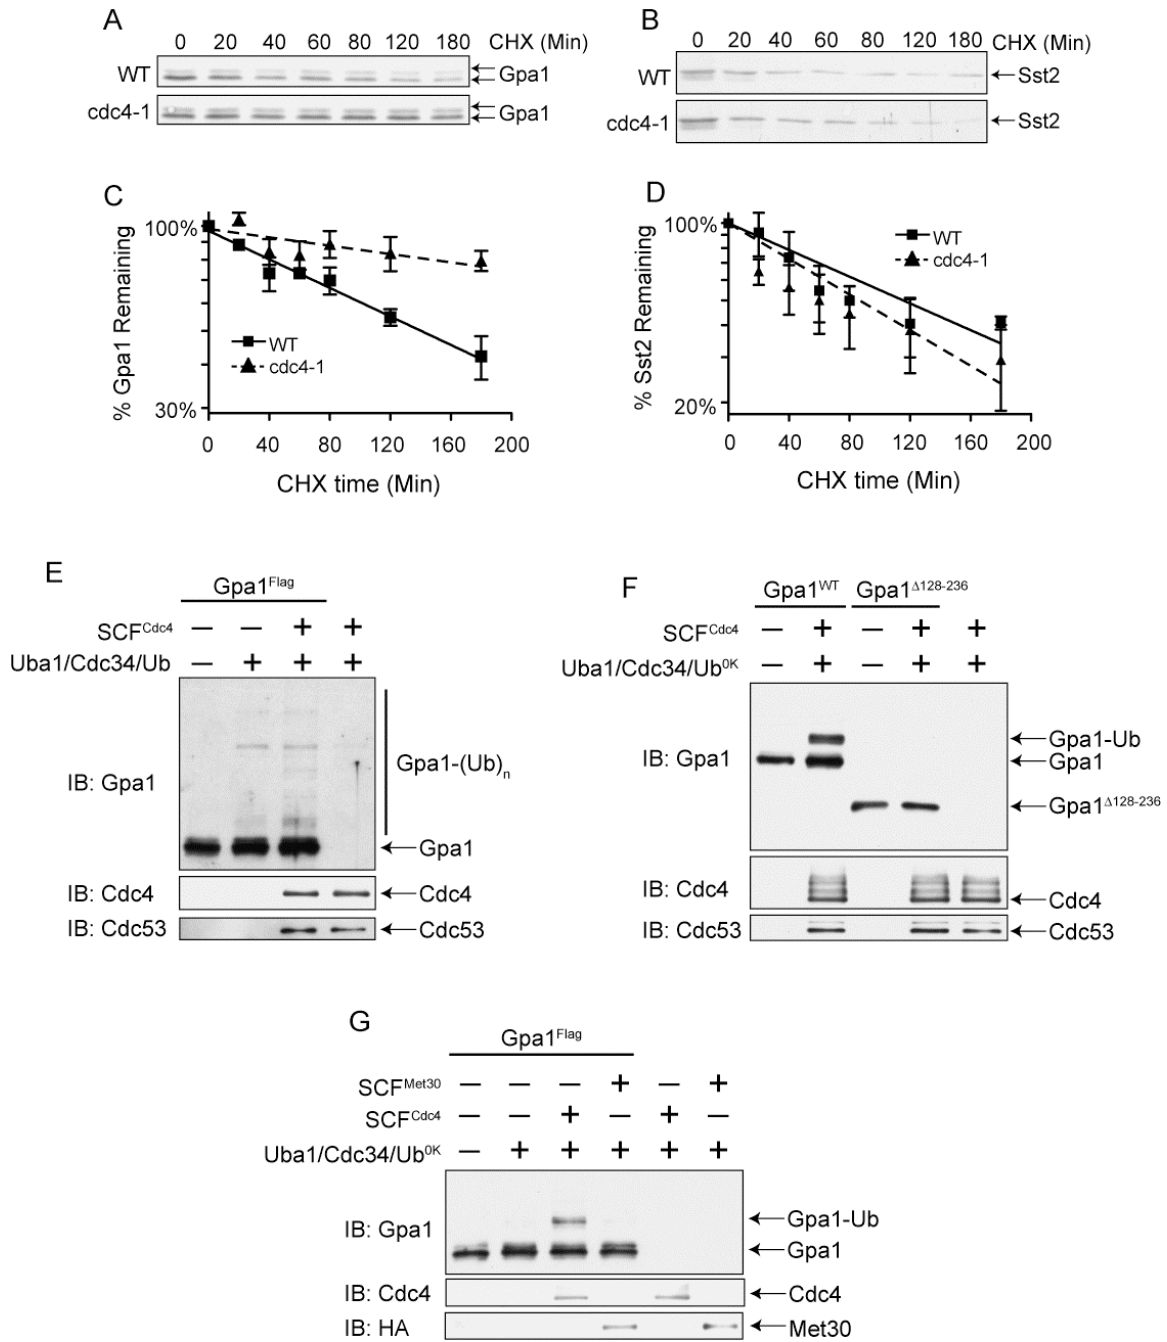 A
0 20 40 60 80 120 180 CHX (Min)
WT Gpa1
cdc4-1 Gpa1
B
0 20 40 60 80 120 180 CHX (Min)
WT Sst2
cdc4-1 Sst2
C
100%
30%
% Gpa1 Remaining
WT
cdc4-1
0 40 80 120 160 200
CHX time (Min)
D
100%
20%
% Sst2 Remaining
WT
cdc4-1
0 40 80 120 160 200
CHX time (Min)
E
Gpa1Flag
SCFCdc4 — — + +
Uba1/Cdc34/Ub — + + +
IB: Gpa1
Gpa1-(Ub)n
Gpa1
IB: Cdc4 Cdc4
IB: Cdc53 Cdc53
F
Gpa1WT Gpa1Δ128-236
SCFCdc4 — + — + +
Uba1/Cdc34/Ub0K — + — + +
IB: Gpa1
Gpa1-Ub
Gpa1
Gpa1Δ128-236
IB: Cdc4 Cdc4
IB: Cdc53 Cdc53
G
Gpa1Flag
SCFMet30 — — — + — +
SCFCdc4 — — + — + —
Uba1/Cdc34/Ub0K — + + + + +
IB: Gpa1
Gpa1-Ub
Gpa1
IB: Cdc4 Cdc4
IB: HA Met30